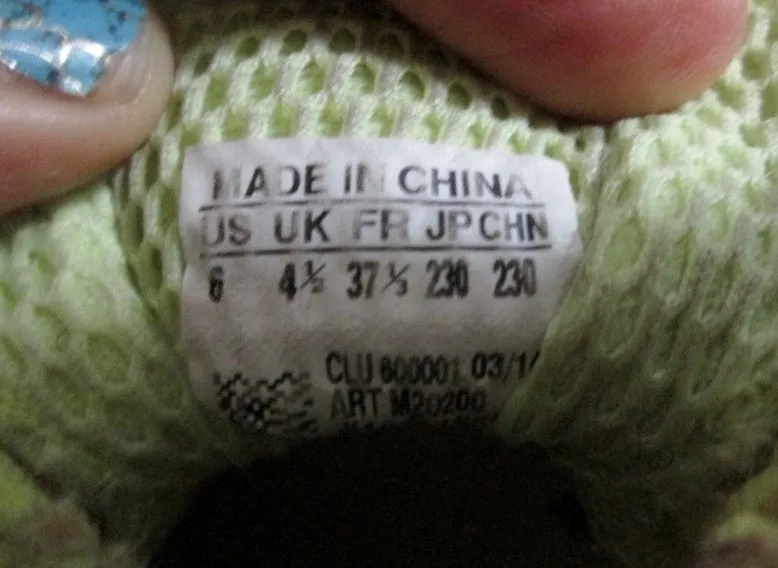 MADE IN CHINA
US UK FR JP CHN
6 4½ 37⅓ 230 230
CLU 600001 03/1
ART M20200